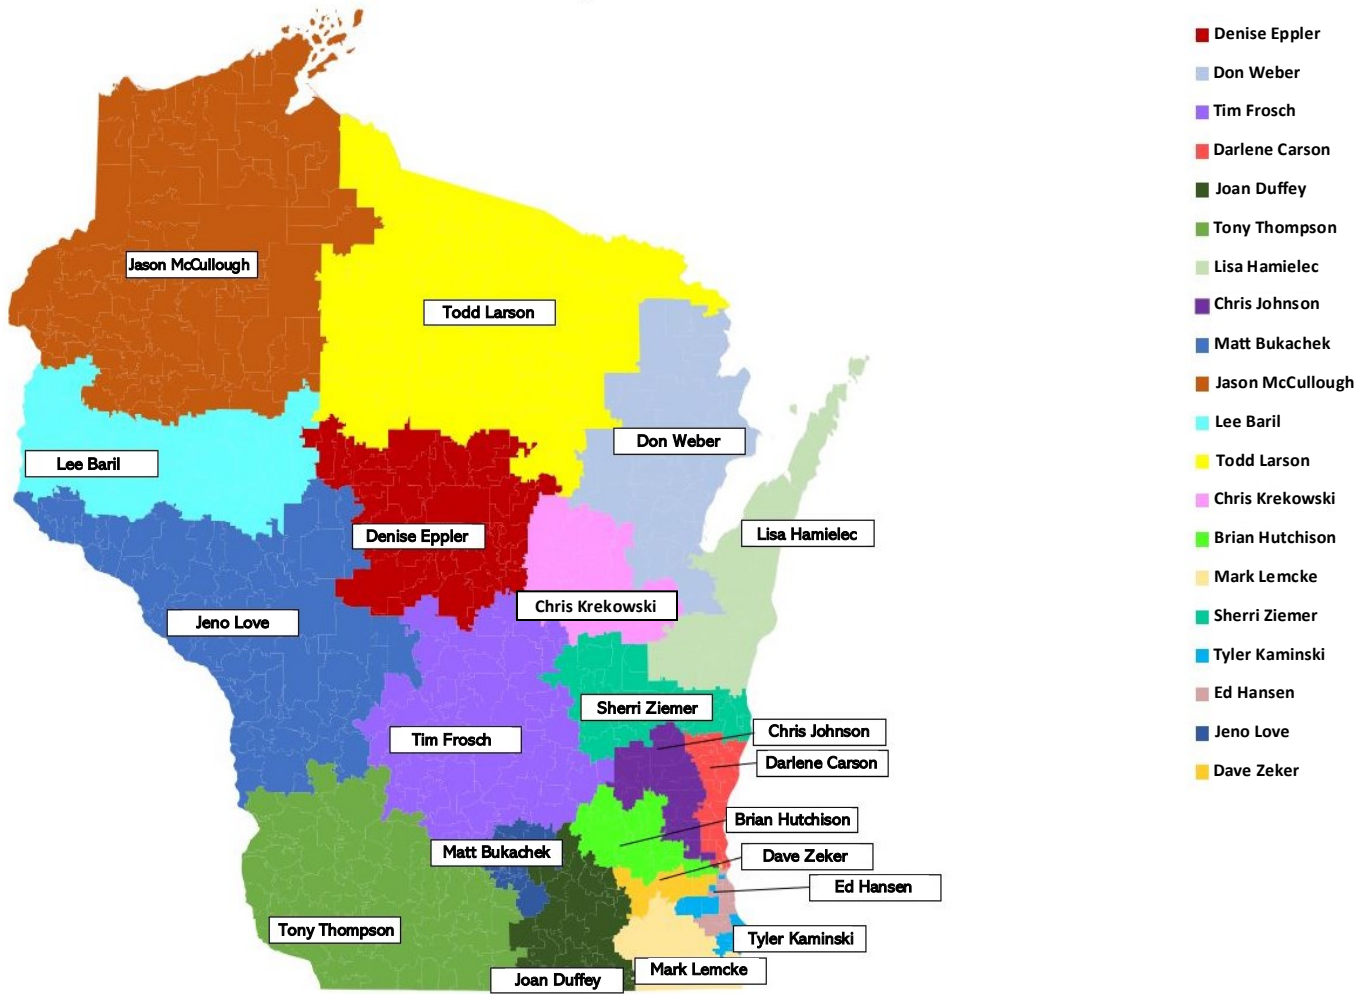 Denise Eppler
Don Weber
Tim Frosch
Darlene Carson
Joan Duffey
Tony Thompson
Lisa Hamielec
Chris Johnson
Matt Bukachek
Jason McCullough
Lee Baril
Todd Larson
Chris Krekowski
Brian Hutchison
Mark Lemcke
Sherri Ziemer
Tyler Kaminski
Ed Hansen
Jeno Love
Dave Zeker
Jason McCullough
Todd Larson
Don Weber
Lee Baril
Denise Eppler
Lisa Hamielec
Chris Krekowski
Jeno Love
Sherri Ziemer
Chris Johnson
Tim Frosch
Darlene Carson
Brian Hutchison
Matt Bukachek
Dave Zeker
Ed Hansen
Tony Thompson
Tyler Kaminski
Mark Lemcke
Joan Duffey